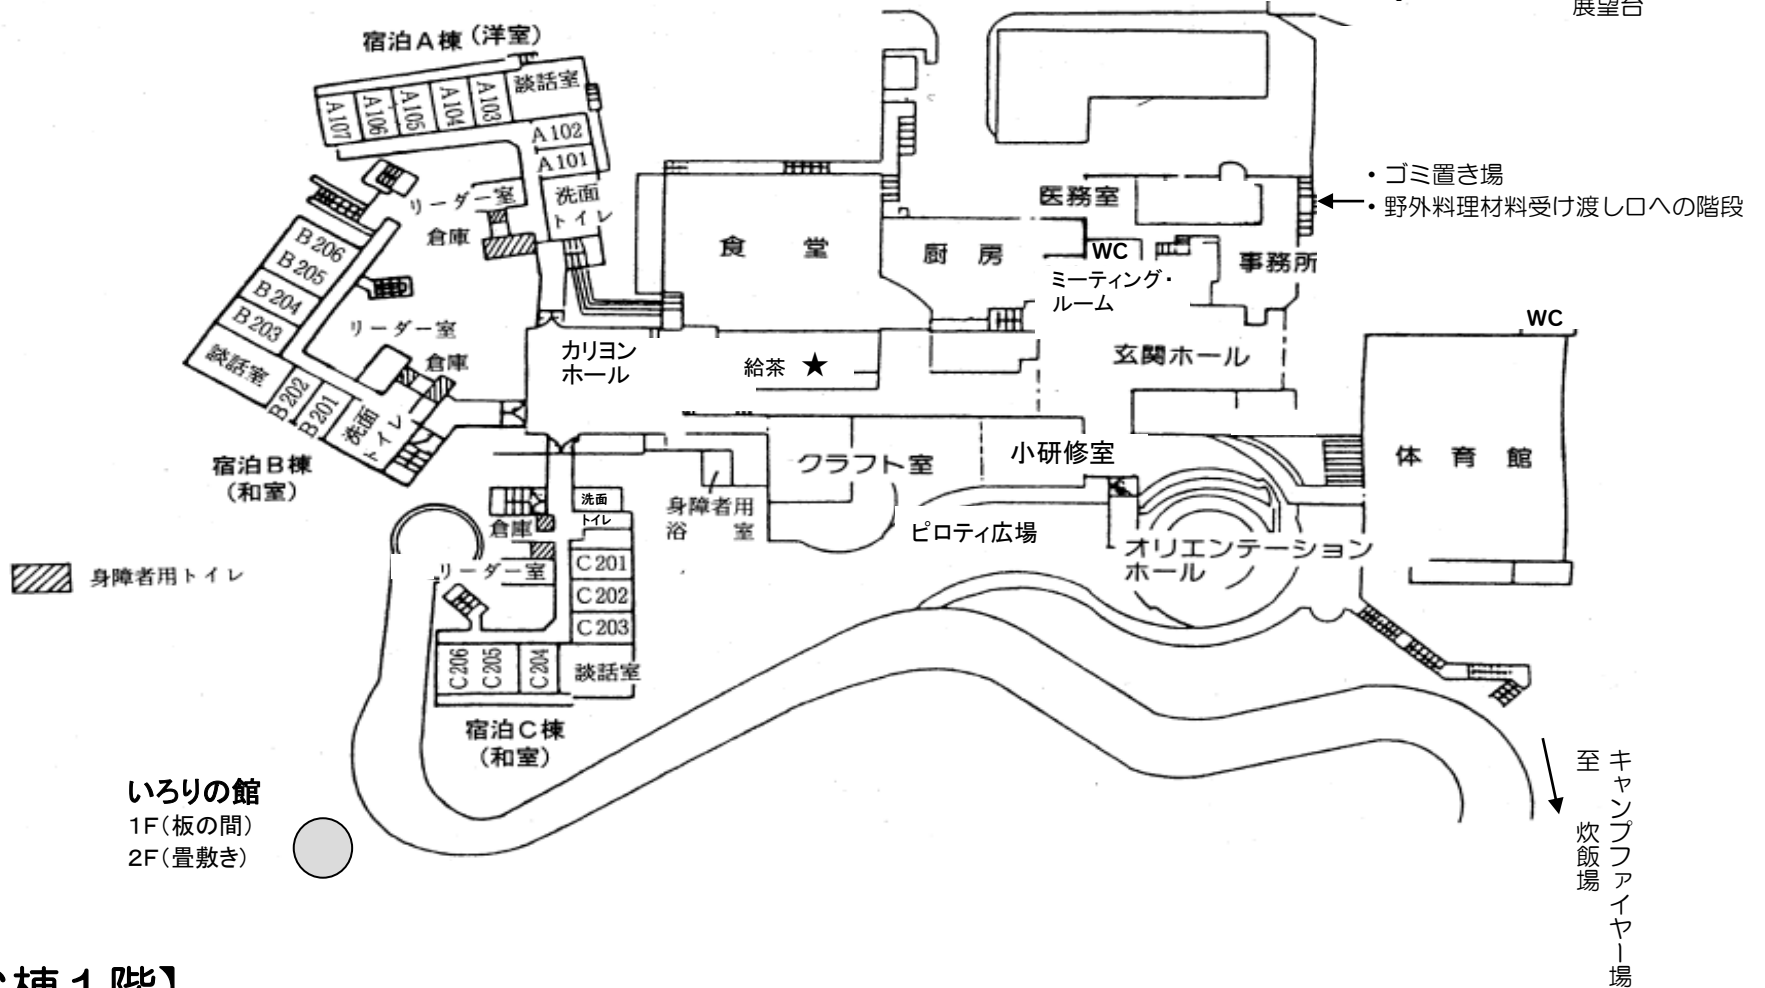 展望台
宿泊A棟(洋室)
談話室
A103
A104
A105
A106
A107
A102
A101
洗面
トイレ
リーダー室
倉庫
・ゴミ置き場
・野外料理材料受け渡し口への階段
医務室
食 堂
厨 房
WC
ミーティング・
ルーム
事務所
B206
B205
B204
B203
談話室
B202
B201
洗面
トイレ
リーダー室
倉庫
宿泊B棟
(和室)
カリヨン
ホール
給茶 ★
玄関ホール
WC
体 育 館
クラフト室
小研修室
身障者用
浴 室
ピロティ広場
オリエンテーション
ホール
洗面
トイレ
倉庫
リーダー室
C201
C202
C203
C206
C205
C204
談話室
宿泊C棟
(和室)
身障者用トイレ
いろりの館
1F(板の間)
2F(畳敷き)
キャンプファイヤー場
至 炊飯場
棟1階】